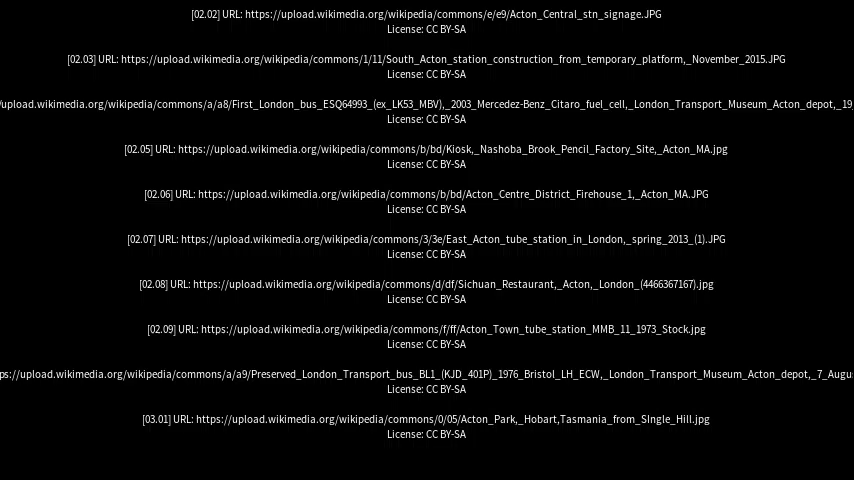 [02.02] URL: https://upload.wikimedia.org/wikipedia/commons/e/e9/Acton_Central_stn_signage.JPG
License: CC BY-SA
[02.03] URL: https://upload.wikimedia.org/wikipedia/commons/1/11/South_Acton_station_construction_from_temporary_platform,_November_2015.JPG
License: CC BY-SA
/upload.wikimedia.org/wikipedia/commons/a/a8/First_London_bus_ESQ64993_(ex_LK53_MBV),_2003_Mercedez-Benz_Citaro_fuel_cell,_London_Transport_Museum_Acton_depot,_19_
License: CC BY-SA
[02.05] URL: https://upload.wikimedia.org/wikipedia/commons/b/bd/Kiosk,_Nashoba_Brook_Pencil_Factory_Site,_Acton_MA.jpg
License: CC BY-SA
[02.06] URL: https://upload.wikimedia.org/wikipedia/commons/b/bd/Acton_Centre_District_Firehouse_1,_Acton_MA.JPG
License: CC BY-SA
[02.07] URL: https://upload.wikimedia.org/wikipedia/commons/3/3e/East_Acton_tube_station_in_London,_spring_2013_(1).JPG
License: CC BY-SA
[02.08] URL: https://upload.wikimedia.org/wikipedia/commons/d/df/Sichuan_Restaurant,_Acton,_London_(4466367167).jpg
License: CC BY-SA
[02.09] URL: https://upload.wikimedia.org/wikipedia/commons/f/ff/Acton_Town_tube_station_MMB_11_1973_Stock.jpg
License: CC BY-SA
ps://upload.wikimedia.org/wikipedia/commons/a/a9/Preserved_London_Transport_bus_BL1_(KJD_401P)_1976_Bristol_LH_ECW,_London_Transport_Museum_Acton_depot,_7_Augu
License: CC BY-SA
[03.01] URL: https://upload.wikimedia.org/wikipedia/commons/0/05/Acton_Park,_Hobart,Tasmania_from_SIngle_Hill.jpg
License: CC BY-SA